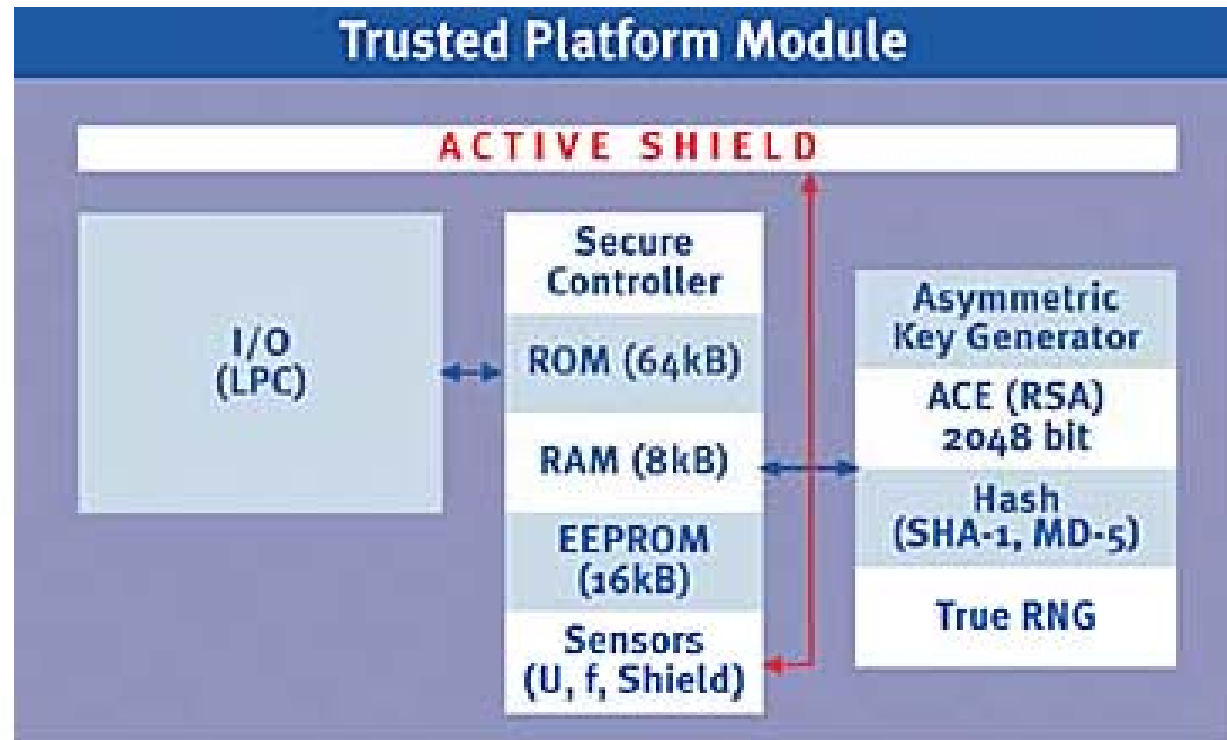 Trusted Platform Module
ACTIVE SHIELD
I/O
(LPC)
Secure
Controller
ROM (64kB)
RAM (8kB)
EEPROM
(16kB)
Sensors
(U, f, Shield)
Asymmetric
Key Generator
ACE (RSA)
2048 bit
Hash
(SHA-1, MD-5)
True RNG